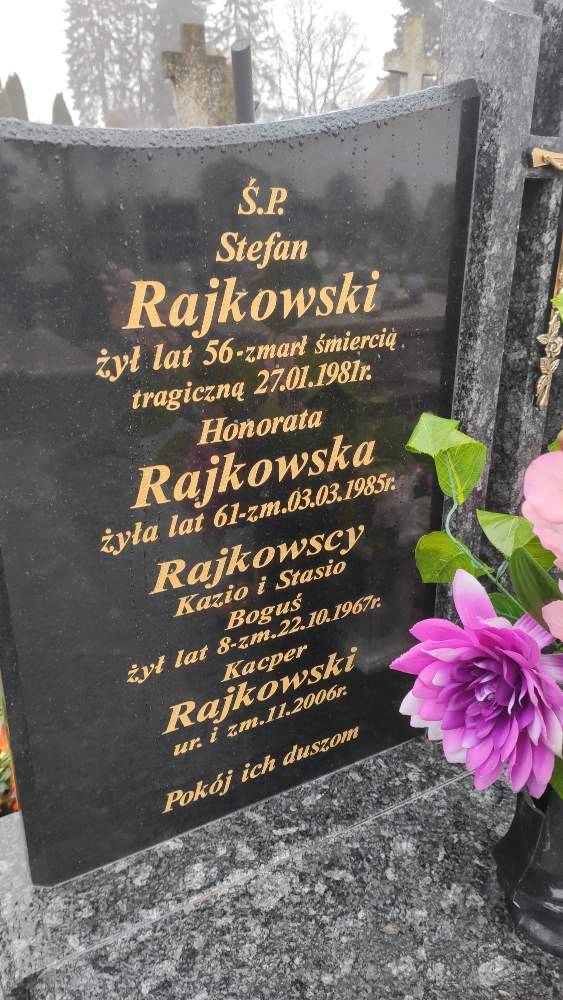 Ś.P.
Stefan
Rajkowski
żył lat 56-zmarł śmiercią
tragiczną 27.01.1981r.
Honorata
Rajkowska
żyła lat 61-zm.03.03.1985r.
Rajkowscy
Kazio i Stasio
Boguś
żył lat 8-zm.22.10.1967r.
Kacper
Rajkowski
ur. i zm.11.2006r.
Pokój ich duszom